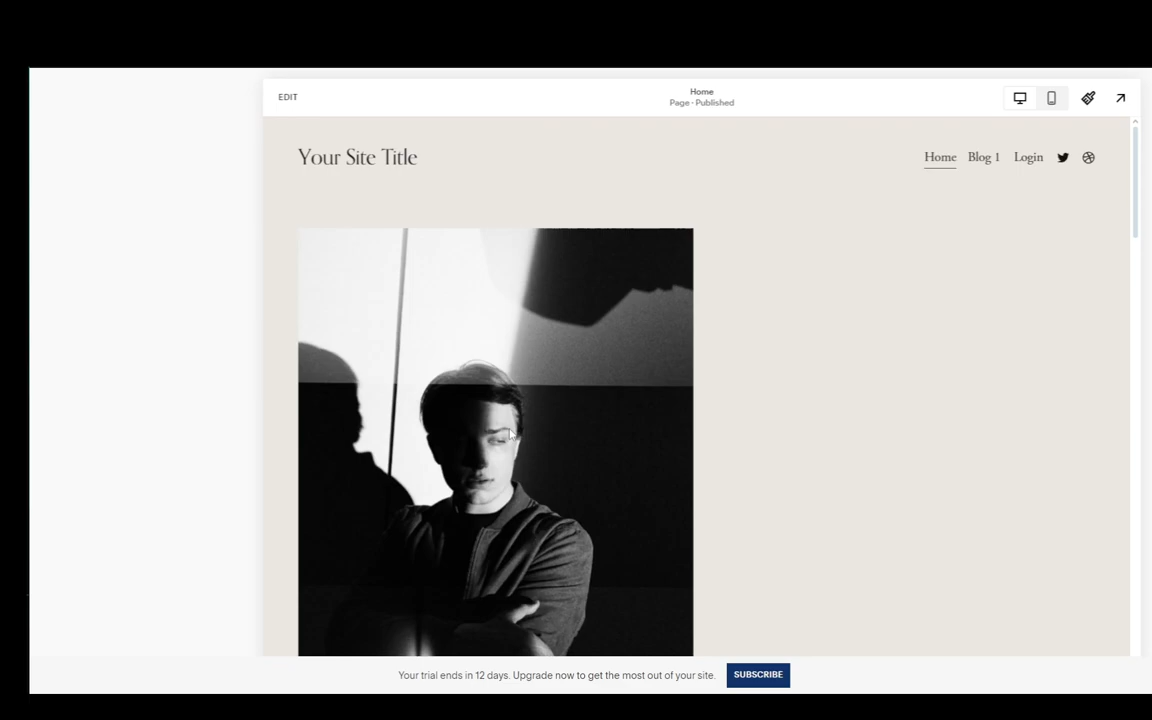 EDIT
Home
Page · Published
Your Site Title
Home Blog 1 Login
Your trial ends in 12 days. Upgrade now to get the most out of your site. SUBSCRIBE